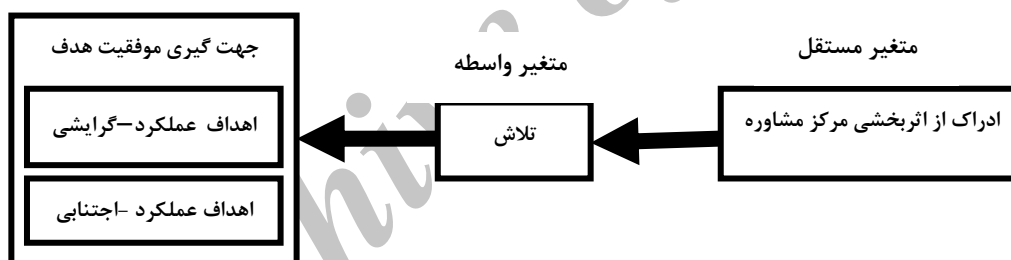 متغیر مستقل
ادراک از اثربخشی مرکز مشاوره
متغیر واسطه
تلاش
جهت گیری موفقیت هدف
اهداف عملکرد–گرایشی
اهداف عملکرد -اجتنابی